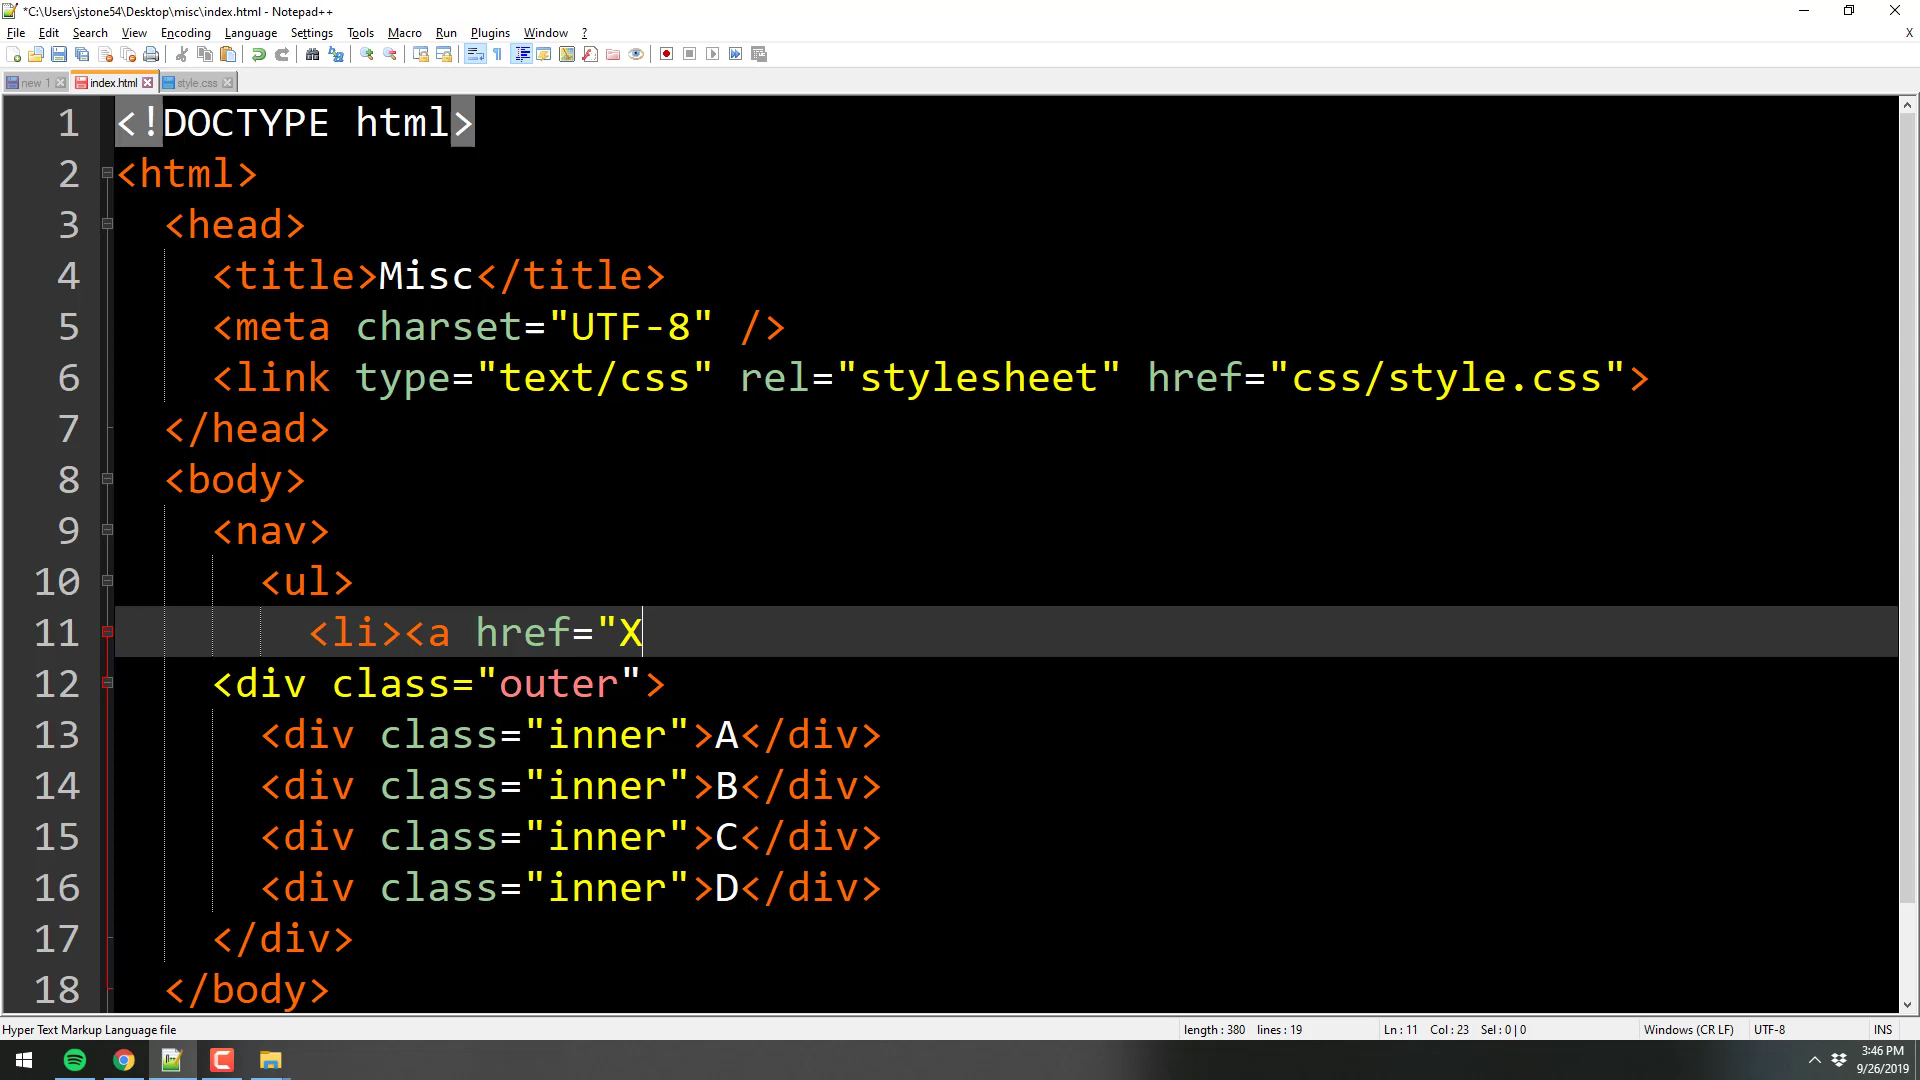 *C:\Users\jstone54\Desktop\misc\index.html - Notepad++
File Edit Search View Encoding Language Settings Tools Macro Run Plugins Window ? X
new 1 index.html style.css
1 <!DOCTYPE html>
2 <html>
3 <head>
4 <title>Misc</title>
5 <meta charset="UTF-8" />
6 <link type="text/css" rel="stylesheet" href="css/style.css">
7 </head>
8 <body>
9 <nav>
10 <ul>
11 <li><a href="X
12 <div class="outer">
13 <div class="inner">A</div>
14 <div class="inner">B</div>
15 <div class="inner">C</div>
16 <div class="inner">D</div>
17 </div>
18 </body>
Hyper Text Markup Language file length : 380 lines : 19 Ln : 11 Col : 23 Sel : 0 | 0 Windows (CR LF) UTF-8 INS
3:46 PM
9/26/2019